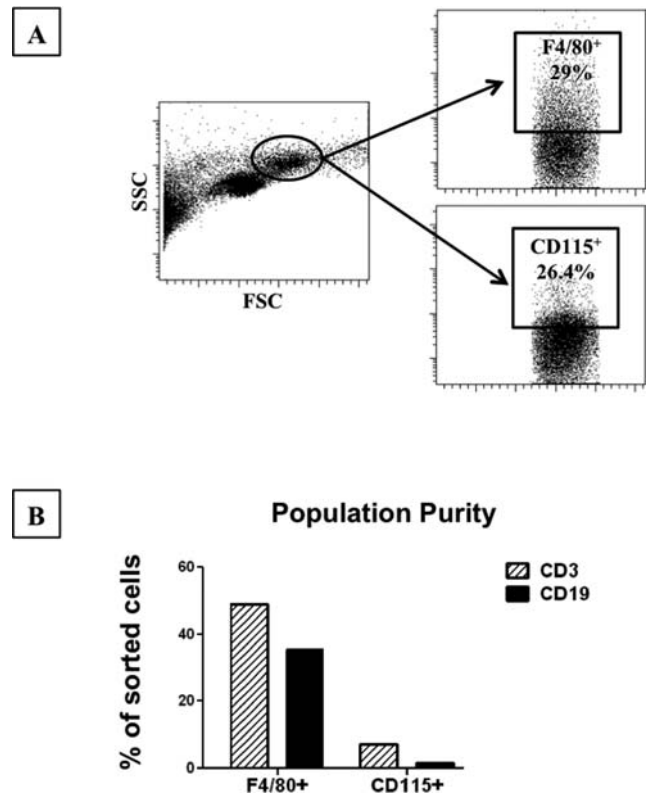 A
F4/80⁺
29%
SSC
FSC
CD115⁺
26.4%
B
Population Purity
% of sorted cells
60
40
20
0
CD3
CD19
F4/80+
CD115+